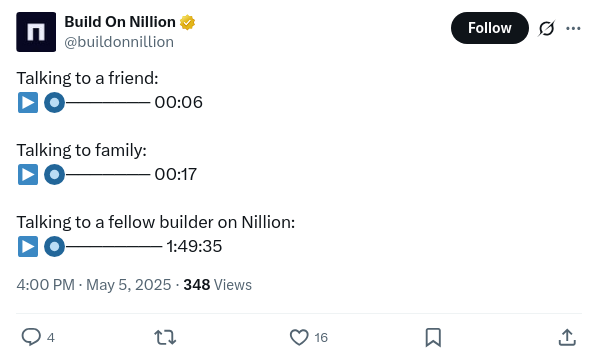 Build On Nillion
@buildonnillion
Follow
Talking to a friend:
▶️ 🔘────── 00:06
Talking to family:
▶️ 🔘────── 00:17
Talking to a fellow builder on Nillion:
▶️ 🔘─────── 1:49:35
4:00 PM · May 5, 2025 · 348 Views
4
16